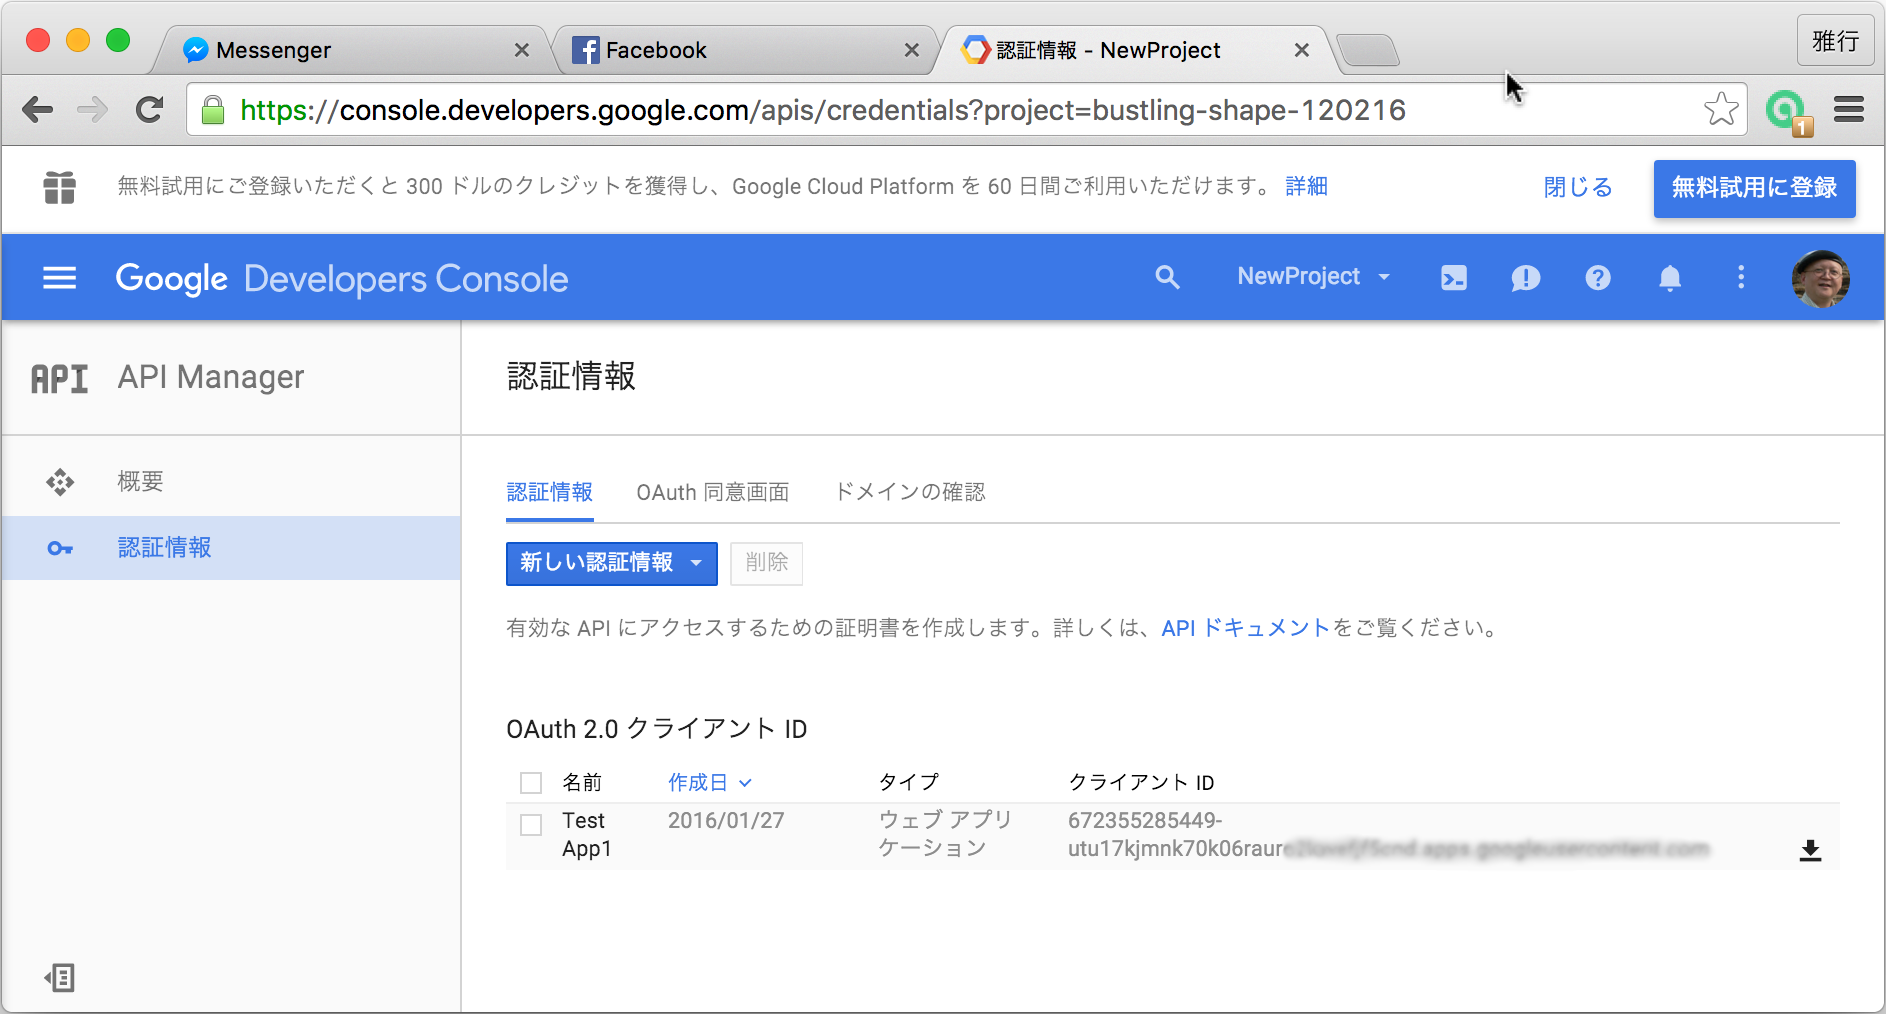 Messenger
Facebook
認証情報 - NewProject
雅行
https://console.developers.google.com/apis/credentials?project=bustling-shape-120216
1
無料試用にご登録いただくと 300 ドルのクレジットを獲得し、Google Cloud Platform を 60 日間ご利用いただけます。 詳細
閉じる
無料試用に登録
Google Developers Console
NewProject
API API Manager
認証情報
概要
認証情報
認証情報
OAuth 同意画面
ドメインの確認
新しい認証情報
削除
有効な API にアクセスするための証明書を作成します。詳しくは、API ドキュメントをご覧ください。
OAuth 2.0 クライアント ID
名前
作成日
タイプ
クライアント ID
Test
App1
2016/01/27
ウェブ アプリ
ケーション
672355285449-
utu17kjmnk70k06raur